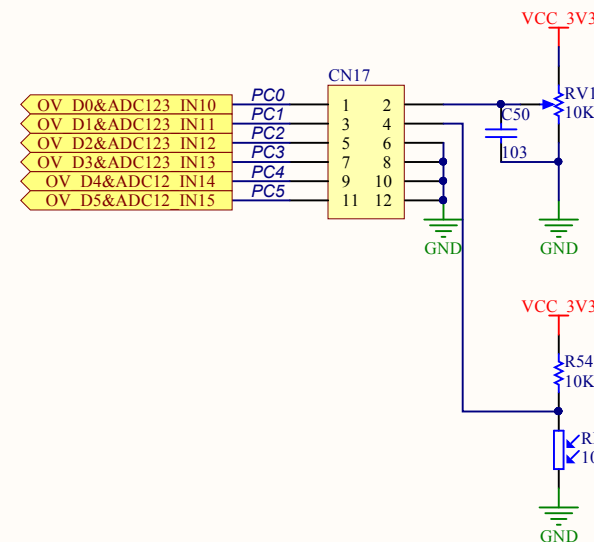 VCC_3V3
CN17
OV_D0&ADC123_IN10 PC0 1 2
C50
RV1
10K
OV_D1&ADC123_IN11 PC1 3 4
OV_D2&ADC123_IN12 PC2 5 6
103
OV_D3&ADC123_IN13 PC3 7 8
OV_D4&ADC12_IN14 PC4 9 10
OV_D5&ADC12_IN15 PC5 11 12
GND
GND
VCC_3V3
R54
10K
R
10
GND